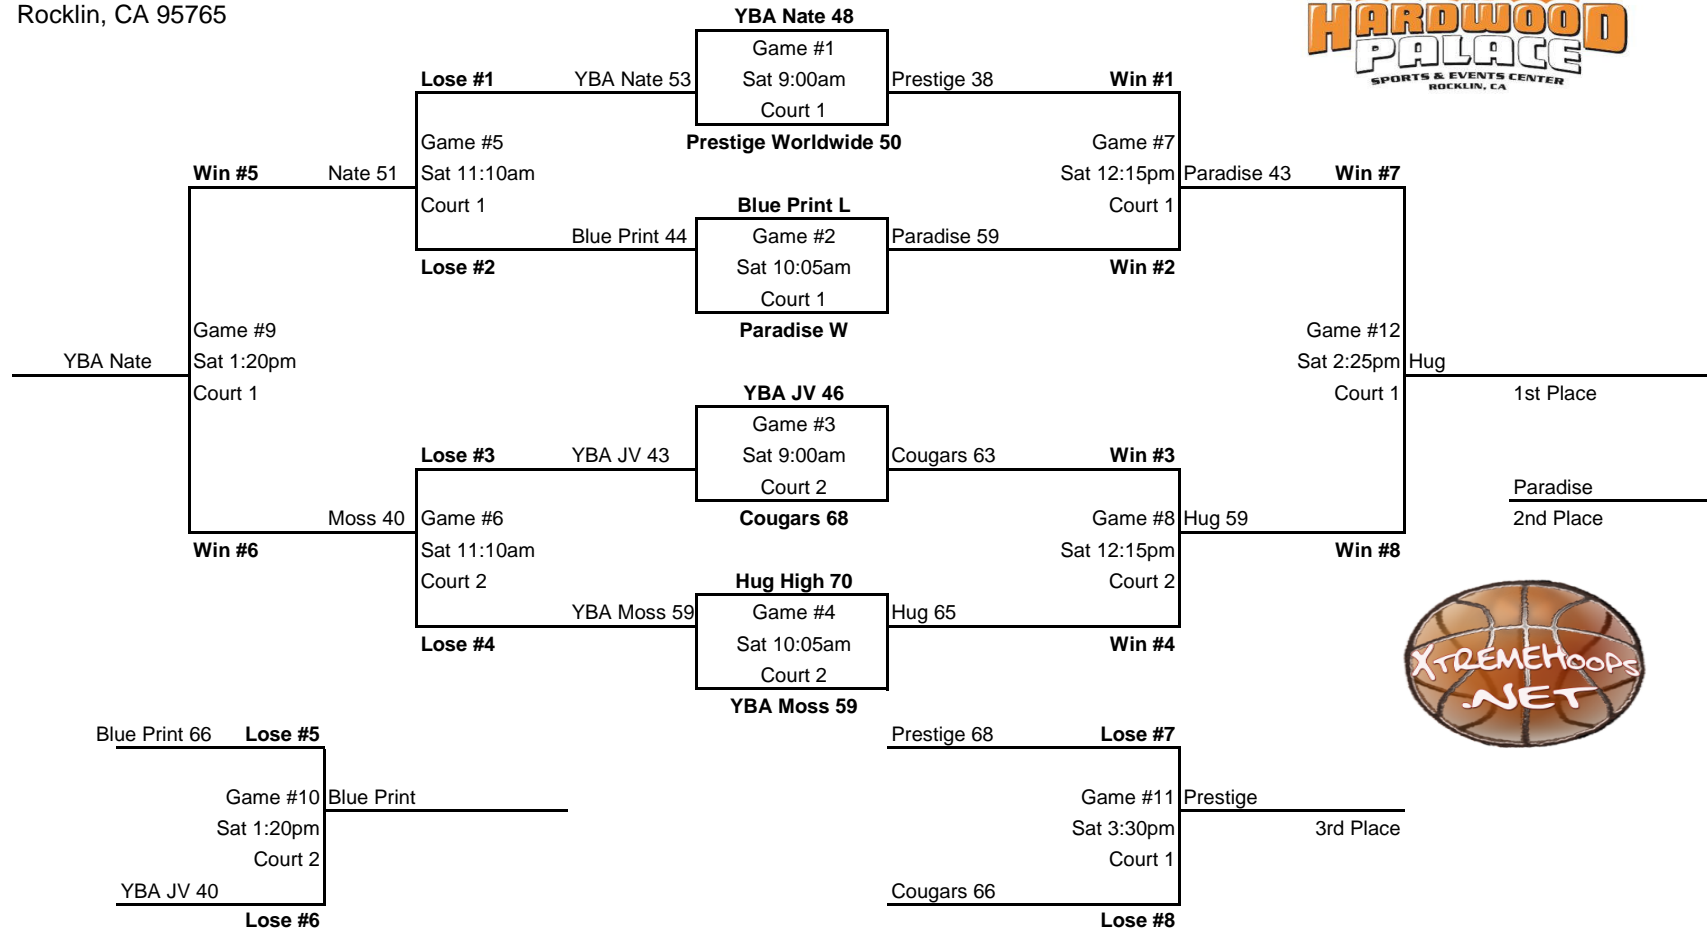 Rocklin, CA 95765
HARDWOOD
PALACE
SPORTS & EVENTS CENTER
ROCKLIN, CA
YBA Nate 48
Game #1
Lose #1 YBA Nate 53 Sat 9:00am Prestige 38 Win #1
Court 1
Game #5 Prestige Worldwide 50 Game #7
Win #5 Nate 51 Sat 11:10am Sat 12:15pm Paradise 43 Win #7
Court 1 Blue Print L Court 1
Blue Print 44 Game #2 Paradise 59
Lose #2 Sat 10:05am Win #2
Court 1
Game #9 Paradise W Game #12
YBA Nate Sat 1:20pm Sat 2:25pm Hug
Court 1 YBA JV 46 Court 1 1st Place
Game #3
Lose #3 YBA JV 43 Sat 9:00am Cougars 63 Win #3
Court 2 Paradise
Moss 40 Game #6 Cougars 68 Game #8 Hug 59 2nd Place
Win #6 Sat 11:10am Sat 12:15pm Win #8
Court 2 Hug High 70 Court 2
YBA Moss 59 Game #4 Hug 65
Lose #4 Sat 10:05am Win #4
Court 2
YBA Moss 59
XTREMEHOOPS
.NET
Blue Print 66 Lose #5 Prestige 68 Lose #7
Game #10 Blue Print Game #11 Prestige
Sat 1:20pm Sat 3:30pm 3rd Place
Court 2 Court 1
YBA JV 40 Cougars 66
Lose #6 Lose #8